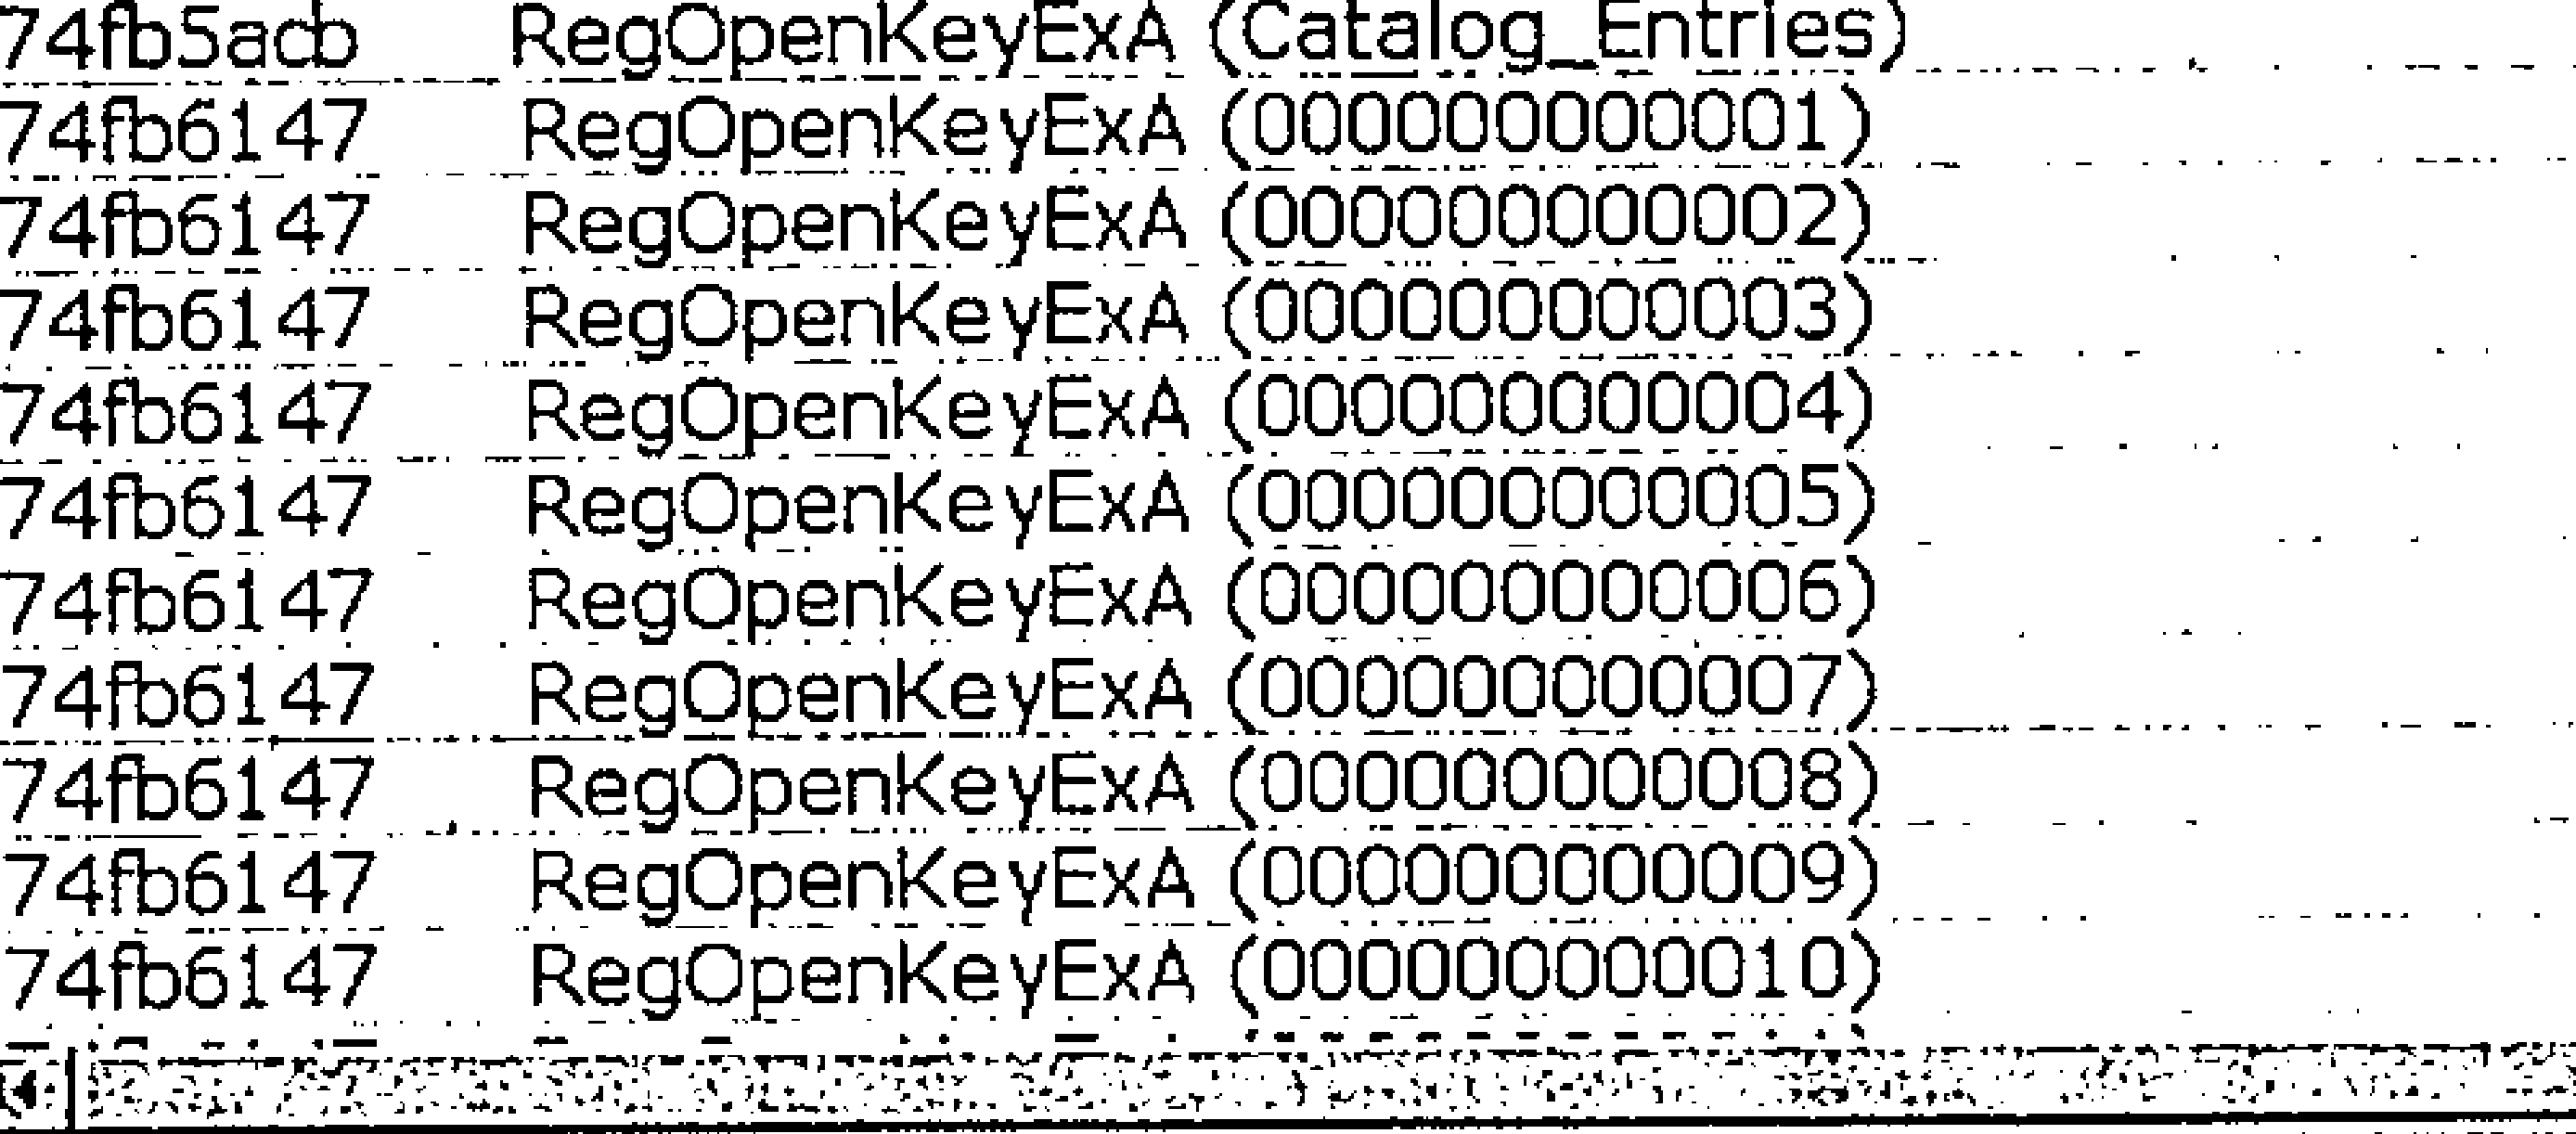 74fb5acb RegOpenKeyExA (Catalog_Entries)
74fb6147 RegOpenKeyExA (000000000001)
74fb6147 RegOpenKeyExA (000000000002)
74fb6147 RegOpenKeyExA (000000000003)
74fb6147 RegOpenKeyExA (000000000004)
74fb6147 RegOpenKeyExA (000000000005)
74fb6147 RegOpenKeyExA (000000000006)
74fb6147 RegOpenKeyExA (000000000007)
74fb6147 RegOpenKeyExA (000000000008)
74fb6147 RegOpenKeyExA (000000000009)
74fb6147 RegOpenKeyExA (000000000010)